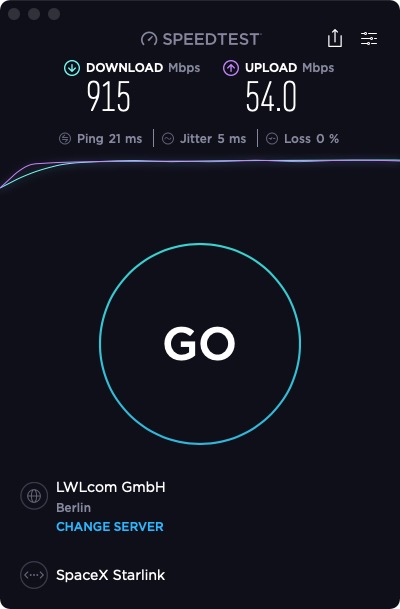 SPEEDTEST
DOWNLOAD Mbps UPLOAD Mbps
915 54.0
Ping 21 ms Jitter 5 ms Loss 0 %
GO
LWLcom GmbH
Berlin
CHANGE SERVER
SpaceX Starlink